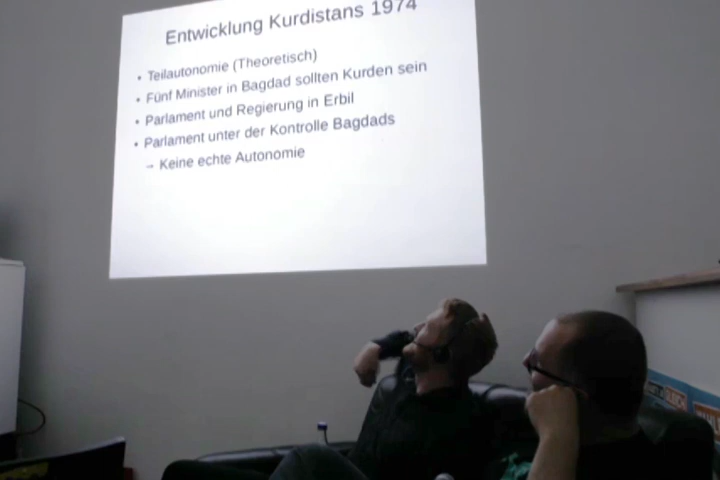 Entwicklung Kurdistans 1974
• Teilautonomie (Theoretisch)
• Fünf Minister in Bagdad sollten Kurden sein
• Parlament und Regierung in Erbil
• Parlament unter der Kontrolle Bagdads
→ Keine echte Autonomie